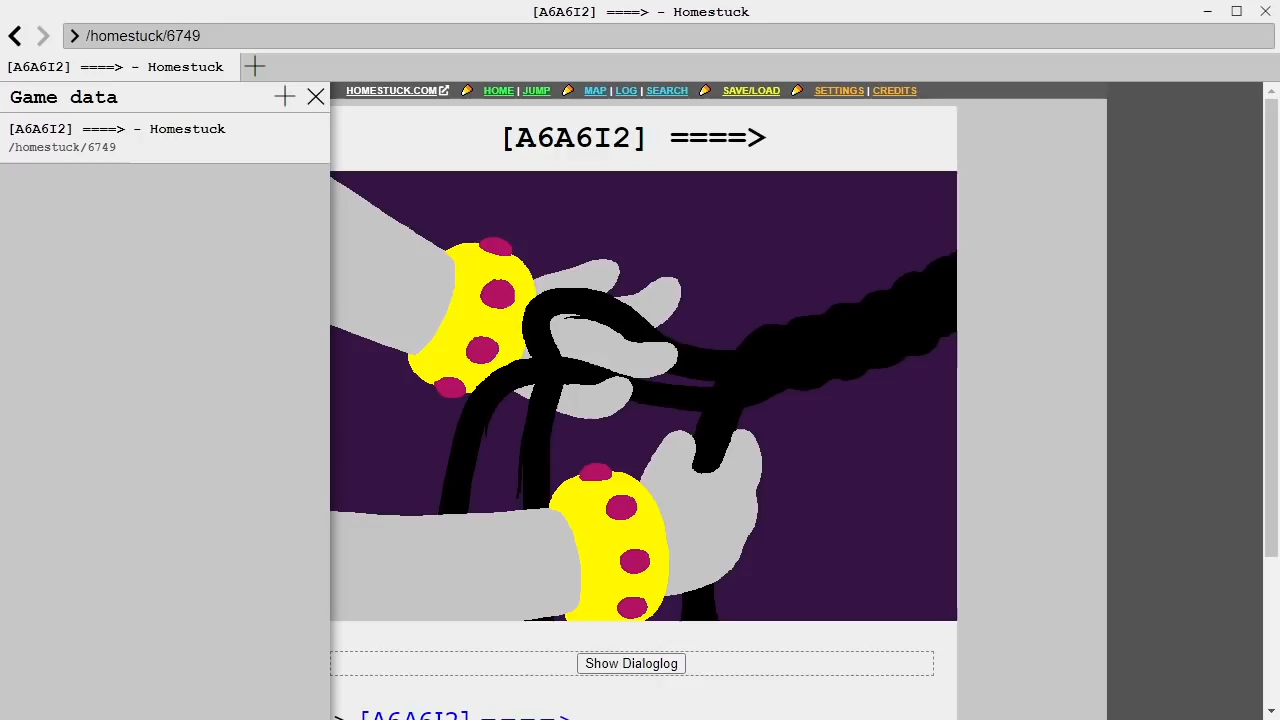 [A6A6I2] ====> - Homestuck
/homestuck/6749
[A6A6I2] ====> - Homestuck
Game data
HOMESTUCK.COM HOME | JUMP MAP | LOG | SEARCH SAVE/LOAD SETTINGS | CREDITS
[A6A6I2] ====> - Homestuck
/homestuck/6749
[A6A6I2] ====>
Show Dialoglog
> [A6A6I2] ====>